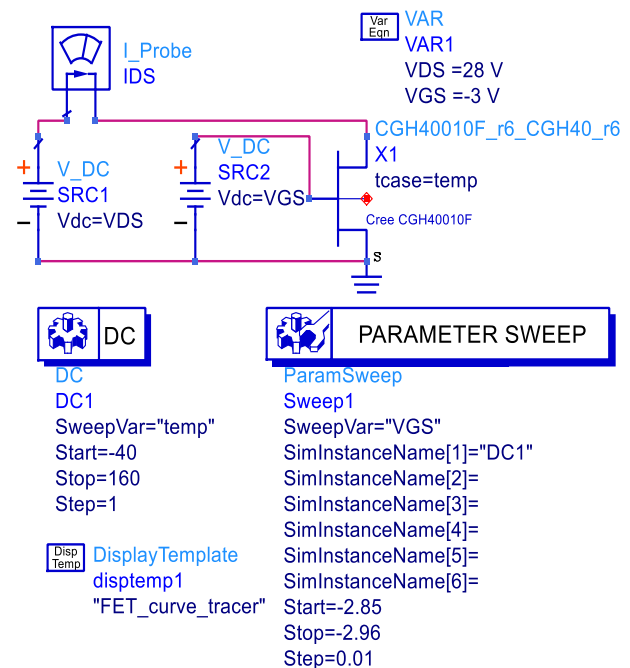 Var
Eqn
VAR
VAR1
VDS =28 V
VGS =-3 V
I_Probe
IDS
CGH40010F_r6_CGH40_r6
X1
tcase=temp
Cree CGH40010F
S
+
V_DC
SRC1
Vdc=VDS
–
+
V_DC
SRC2
Vdc=VGS
–
DC
DC
DC1
SweepVar="temp"
Start=-40
Stop=160
Step=1
Disp
Temp
DisplayTemplate
disptemp1
"FET_curve_tracer"
PARAMETER SWEEP
ParamSweep
Sweep1
SweepVar="VGS"
SimInstanceName[1]="DC1"
SimInstanceName[2]=
SimInstanceName[3]=
SimInstanceName[4]=
SimInstanceName[5]=
SimInstanceName[6]=
Start=-2.85
Stop=-2.96
Step=0.01